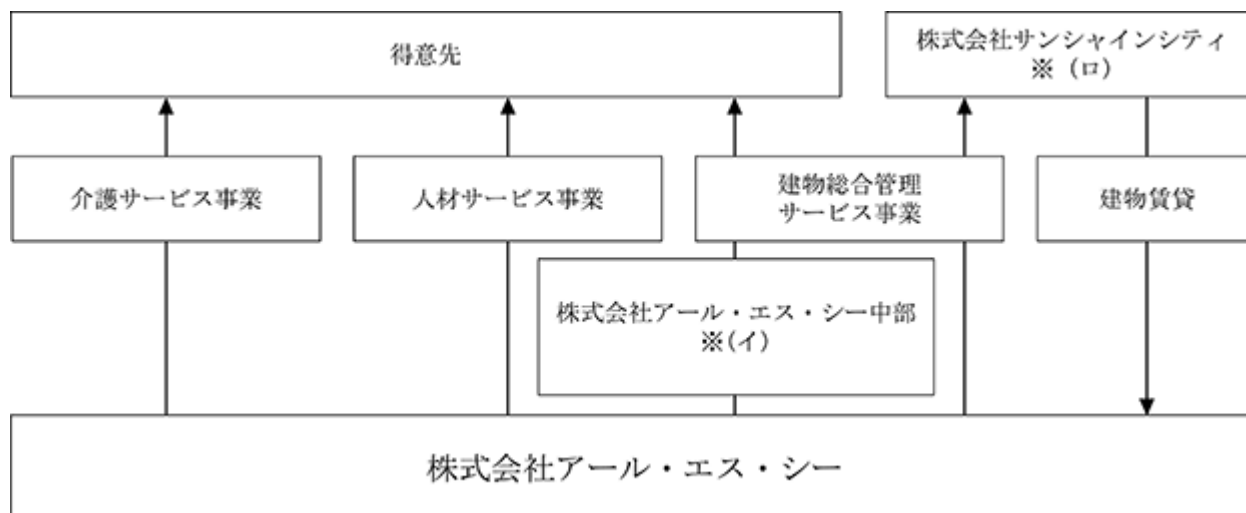 得意先
株式会社サンシャインシティ
※（ロ）
介護サービス事業
人材サービス事業
建物総合管理
サービス事業
建物賃貸
株式会社アール・エス・シー中部
※(イ)
株式会社アール・エス・シー